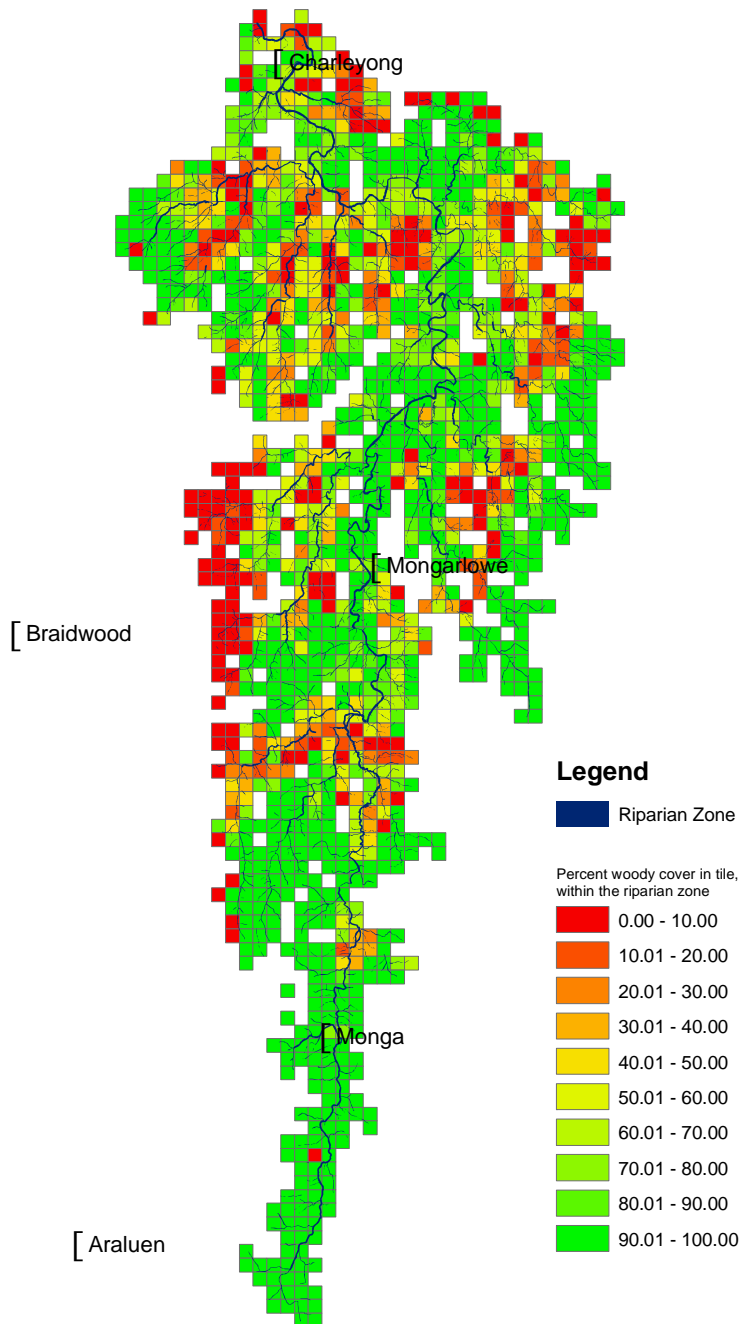 [ Charleyong
[ Mongarlowe
[ Braidwood
Legend
Riparian Zone
Percent woody cover in tile,
within the riparian zone
0.00 - 10.00
10.01 - 20.00
20.01 - 30.00
30.01 - 40.00
40.01 - 50.00
50.01 - 60.00
60.01 - 70.00
70.01 - 80.00
80.01 - 90.00
90.01 - 100.00
[ Monga
[ Araluen